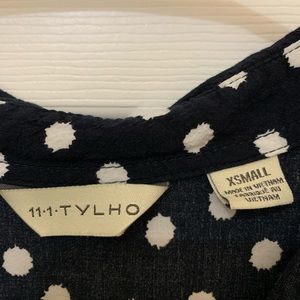 11·1·TYLHO
XSMALL
MADE IN VIETNAM
FABRIQUÉ AU
VIETNAM